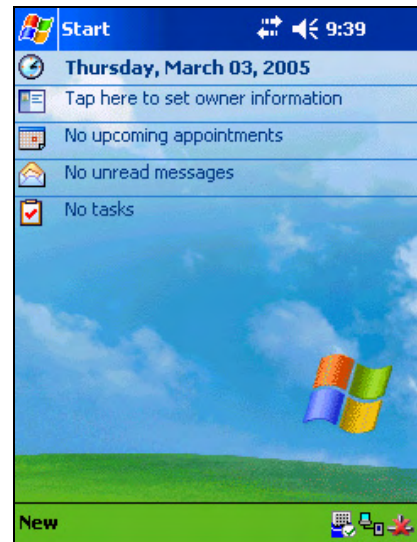 Start 9:39
Thursday, March 03, 2005
Tap here to set owner information
No upcoming appointments
No unread messages
No tasks
New